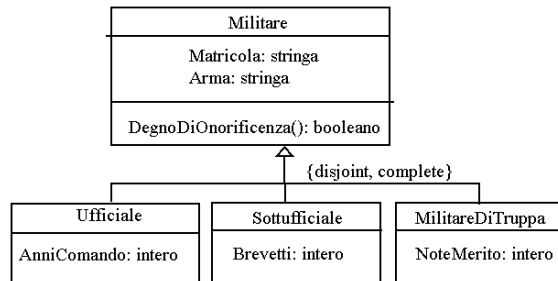 Militare
Matricola: stringa
Arma: stringa
DegnoDiOnorificenza(): booleano
{disjoint, complete}
Ufficiale
AnniComando: intero
Sottufficiale
Brevetti: intero
MilitareDiTruppa
NoteMerito: intero